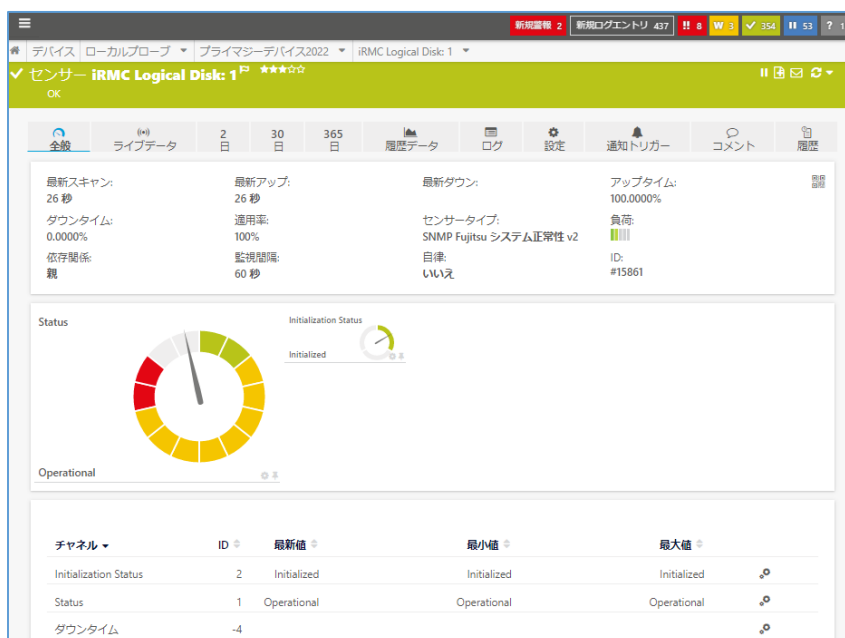 新規警報 2 新規ログエントリ 437 !! 8 W 3 354 53 ? 1
デバイス ローカルプローブ プライマジーデバイス2022 iRMC Logical Disk: 1
センサー iRMC Logical Disk: 1
OK
全般 ライブデータ 2日 30日 365日 履歴データ ログ 設定 通知トリガー コメント 履歴
最新スキャン: 最新アップ: 最新ダウン: アップタイム:
26 秒 26 秒 100.0000%
ダウンタイム: 適用率: センサータイプ: 負荷:
0.0000% 100% SNMP Fujitsu システム正常性 v2
依存関係: 監視間隔: 自律: ID:
親 60 秒 いいえ #15861
Status
Initialization Status
Initialized
Operational
チャネル ID 最新値 最小値 最大値
Initialization Status 2 Initialized Initialized Initialized
Status 1 Operational Operational Operational
ダウンタイム -4